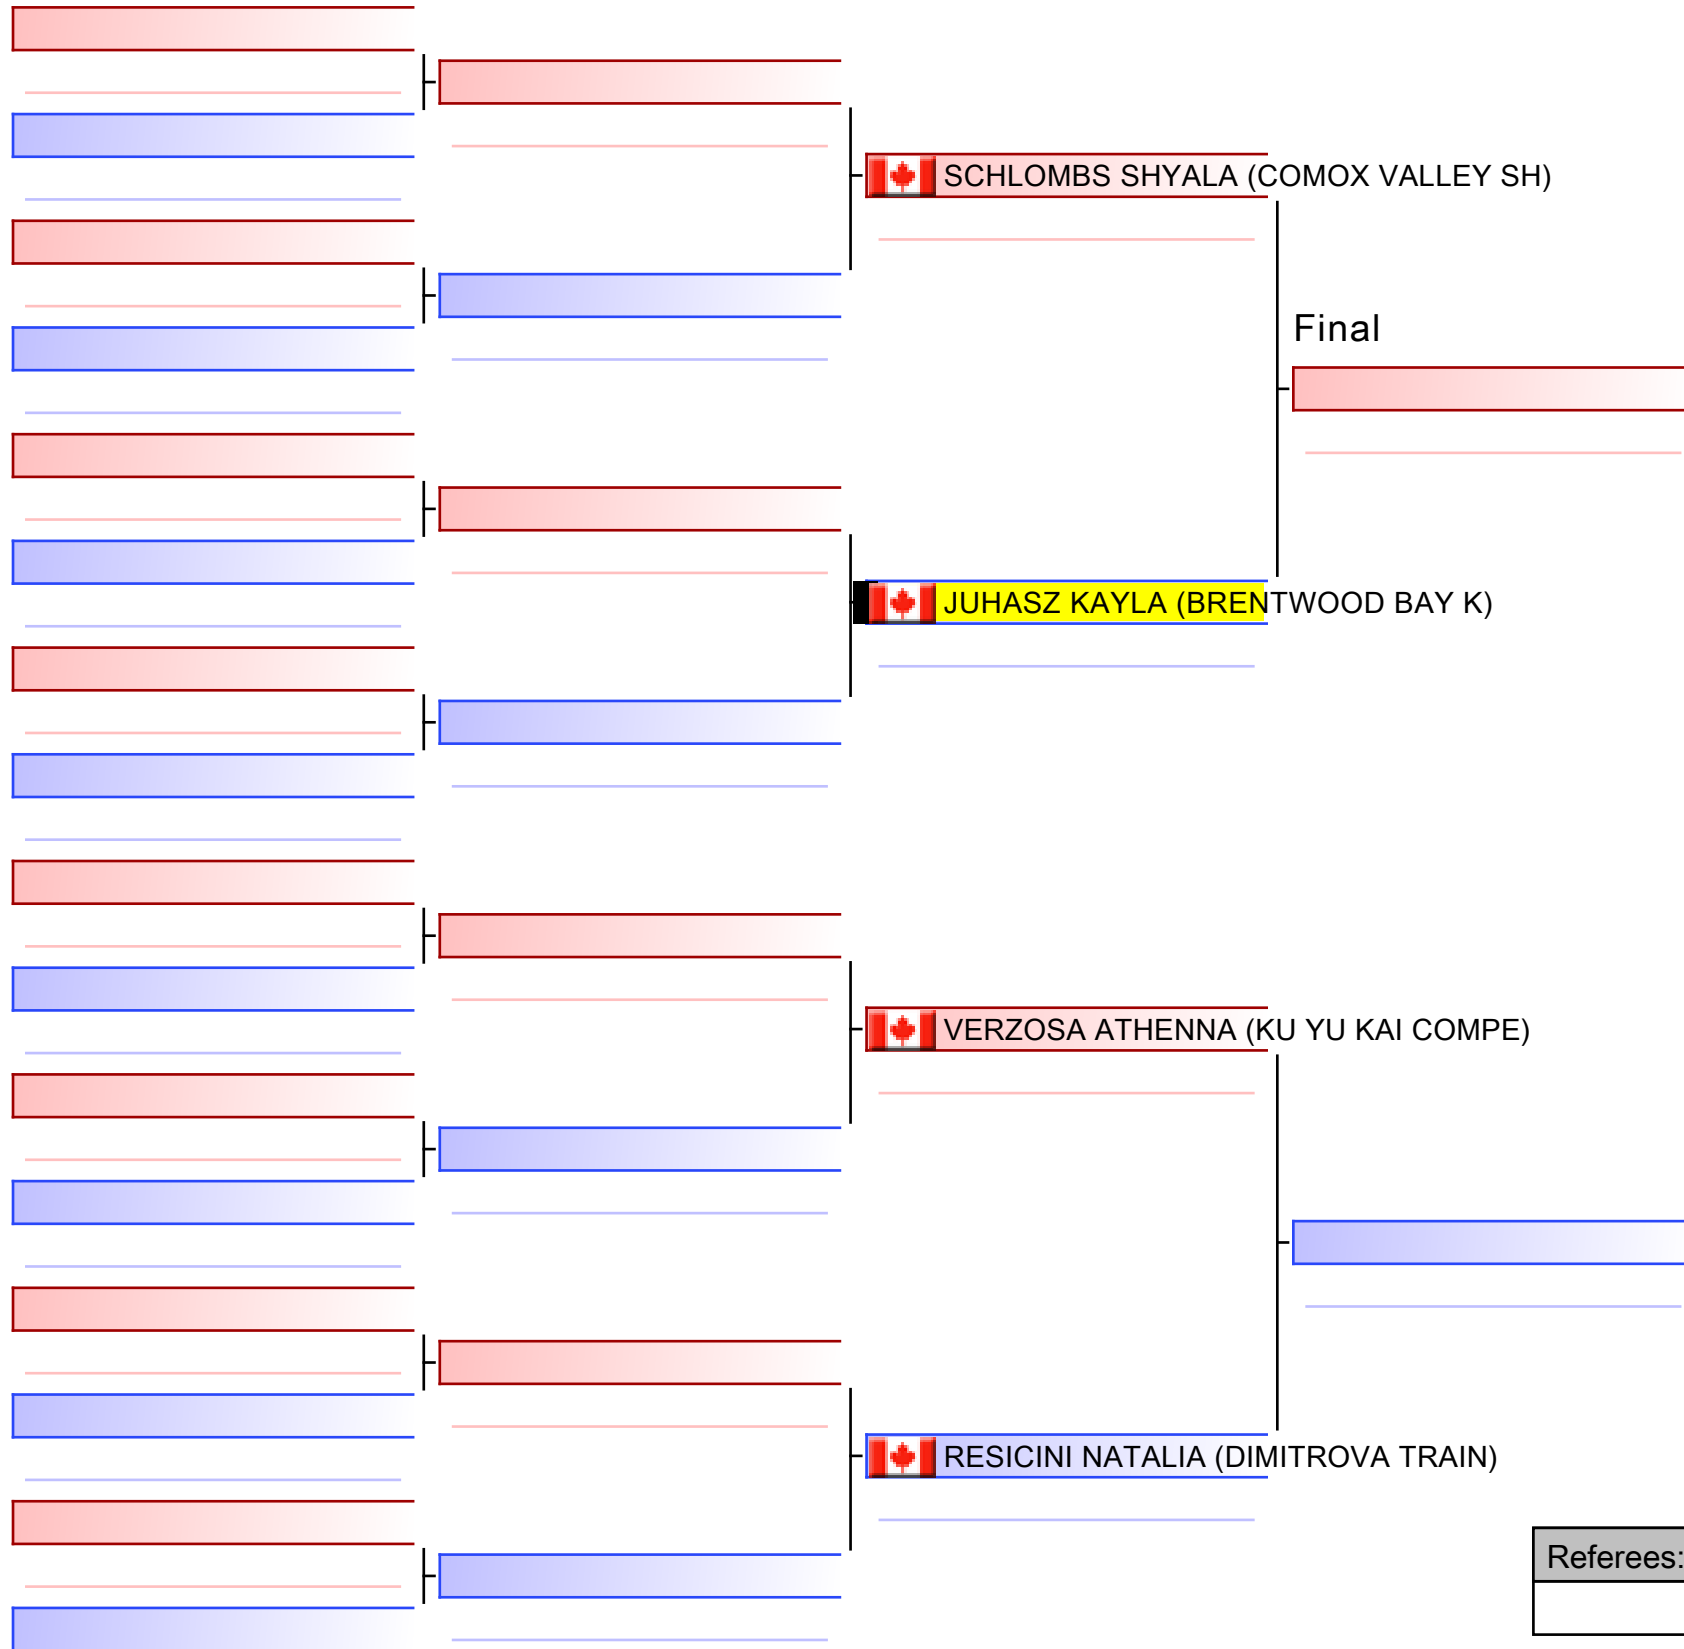 SCHLOMBS SHYALA (COMOX VALLEY SH)
Final
JUHASZ KAYLA (BRENTWOOD BAY K)
VERZOSA ATHENNA (KU YU KAI COMPE)
RESICINI NATALIA (DIMITROVA TRAIN)
Referees: